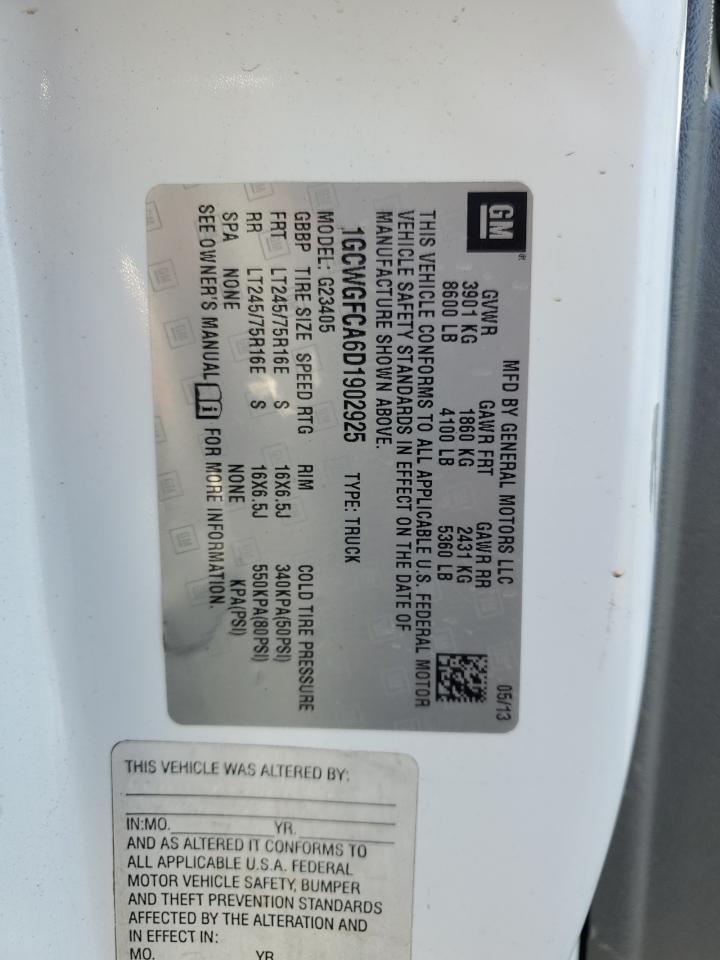 GM
MFD BY GENERAL MOTORS LLC 05/13
GVWR GAWR FRT GAWR RR
3901 KG 1860 KG 2431 KG
8600 LB 4100 LB 5360 LB
THIS VEHICLE CONFORMS TO ALL APPLICABLE U.S. FEDERAL MOTOR
VEHICLE SAFETY STANDARDS IN EFFECT ON THE DATE OF
MANUFACTURE SHOWN ABOVE.
1GCWGFCA6D1902925 TYPE: TRUCK
MODEL: G23405
GBBP TIRE SIZE SPEED RTG RIM COLD TIRE PRESSURE
FRT LT245/75R16E S 16X6.5J 340KPA(50PSI)
RR LT245/75R16E S 16X6.5J 550KPA(80PSI)
SPA NONE NONE KPA(PSI)
SEE OWNER'S MANUAL FOR MORE INFORMATION.
THIS VEHICLE WAS ALTERED BY:
IN:MO. YR.
AND AS ALTERED IT CONFORMS TO
ALL APPLICABLE U.S.A. FEDERAL
MOTOR VEHICLE SAFETY, BUMPER
AND THEFT PREVENTION STANDARDS
AFFECTED BY THE ALTERATION AND
IN EFFECT IN:
MO. YR.